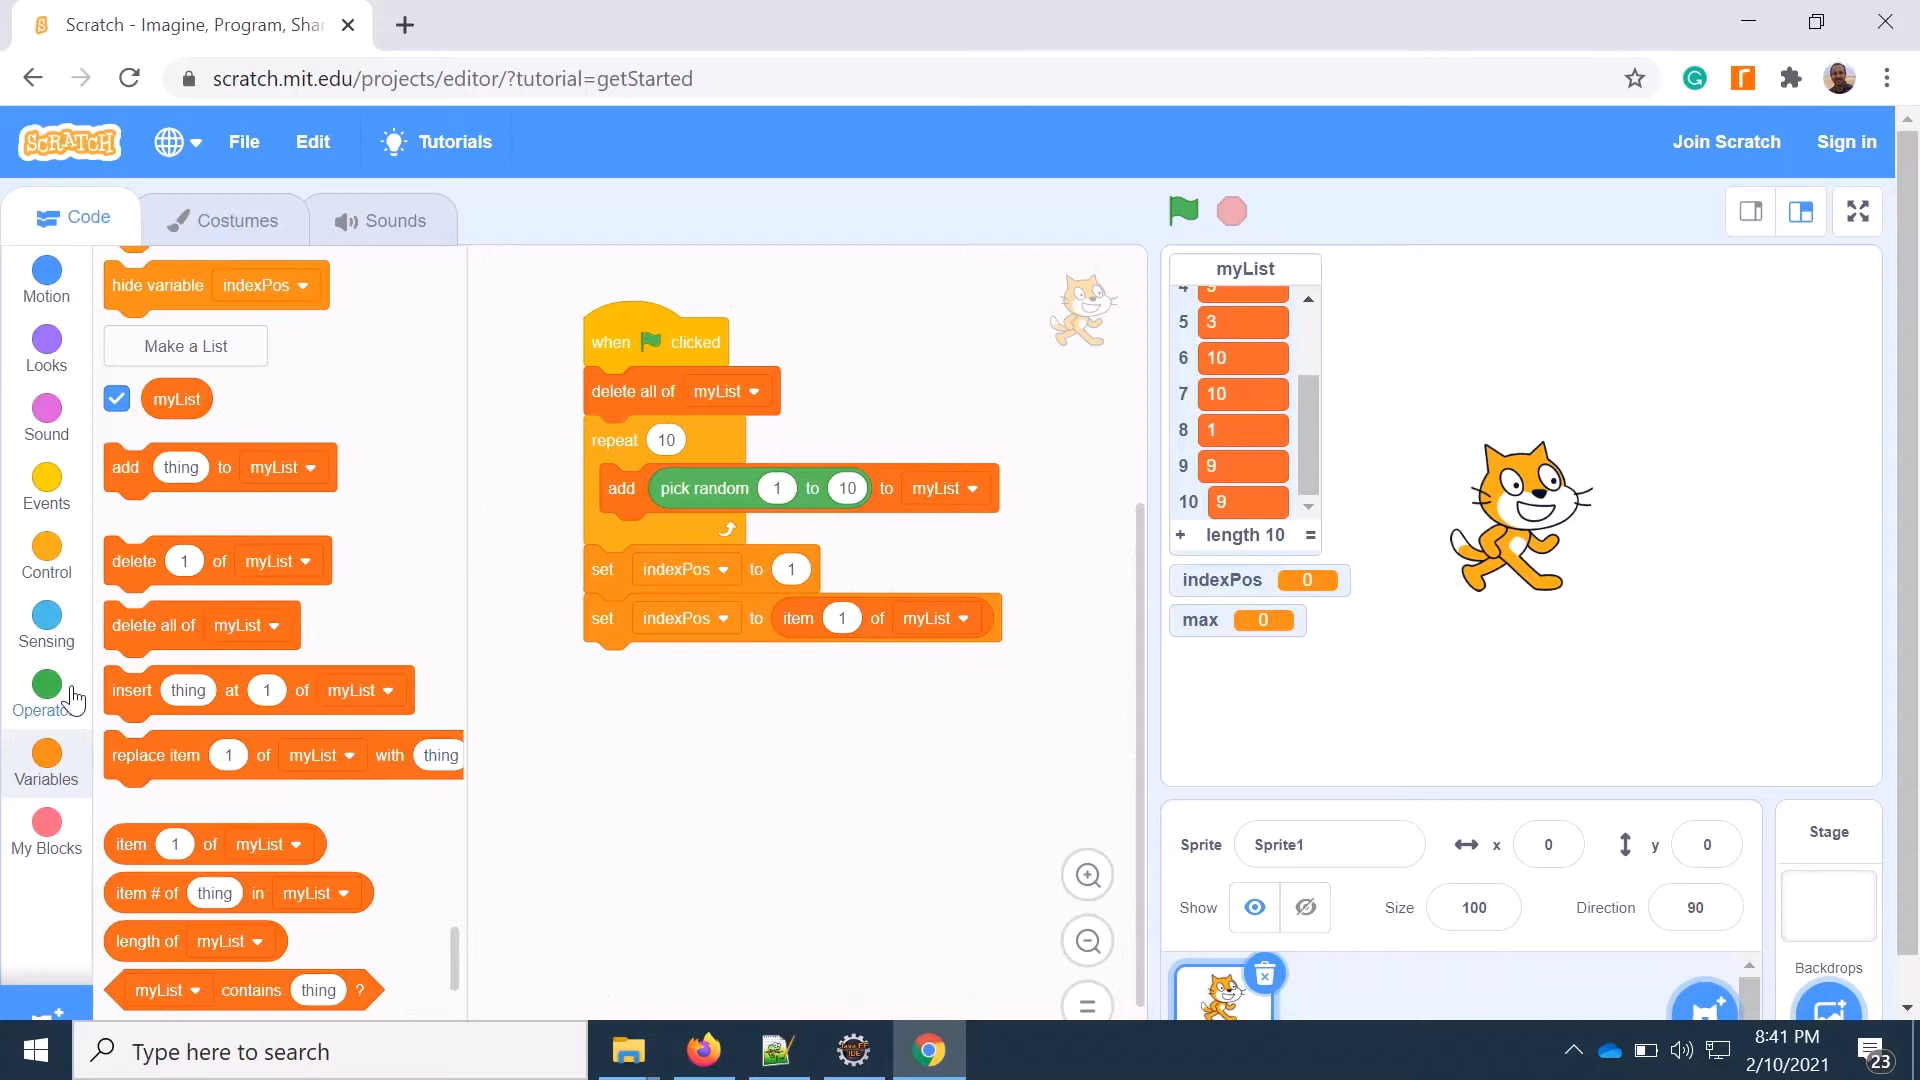 Scratch - Imagine, Program, Shar
scratch.mit.edu/projects/editor/?tutorial=getStarted
SCRATCH
File
Edit
Tutorials
Join Scratch
Sign in
Code
Costumes
Sounds
Motion
Looks
Sound
Events
Control
Sensing
Operato
Variables
My Blocks
hide variable indexPos
Make a List
myList
add thing to myList
delete 1 of myList
delete all of myList
insert thing at 1 of myList
replace item 1 of myList with thing
item 1 of myList
item # of thing in myList
length of myList
myList contains thing ?
when clicked
delete all of myList
repeat 10
add pick random 1 to 10 to myList
set indexPos to 1
set indexPos to item 1 of myList
myList
4 9
5 3
6 10
7 10
8 1
9 9
10 9
+ length 10 =
indexPos 0
max 0
Sprite Sprite1 x 0 y 0
Show Size 100 Direction 90
Stage
Backdrops
Type here to search
Java EE
IDE
8:41 PM
2/10/2021
23